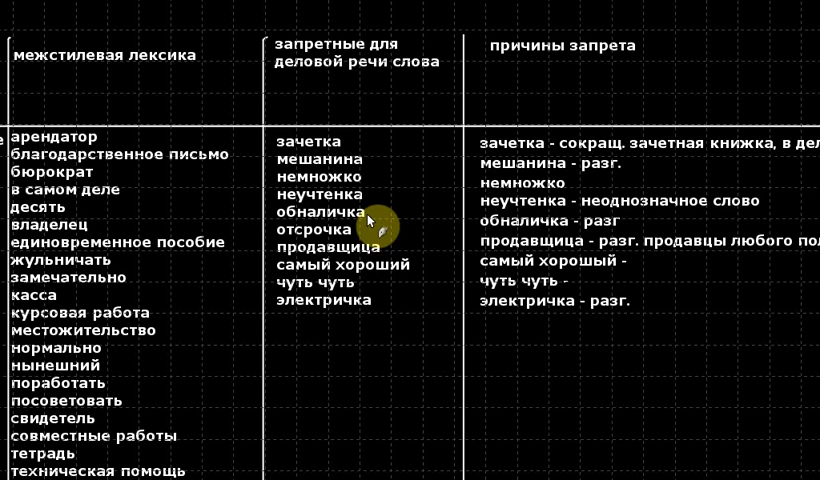 межстилевая лексика
запретные для
деловой речи слова
причины запрета
е
арендатор
благодарственное письмо
бюрократ
в самом деле
десять
владелец
единовременное пособие
жульничать
замечательно
касса
курсовая работа
местожительство
нормально
нынешний
поработать
посоветовать
свидетель
совместные работы
тетрадь
техническая помощь
зачетка
мешанина
немножко
неучтенка
обналичка
отсрочка
продавщица
самый хороший
чуть чуть
электричка
зачетка - сокращ. зачетная книжка, в дел
мешанина - разг.
немножко
неучтенка - неоднозначное слово
обналичка - разг
продавщица - разг. продавцы любого пол
самый хорошый -
чуть чуть -
электричка - разг.